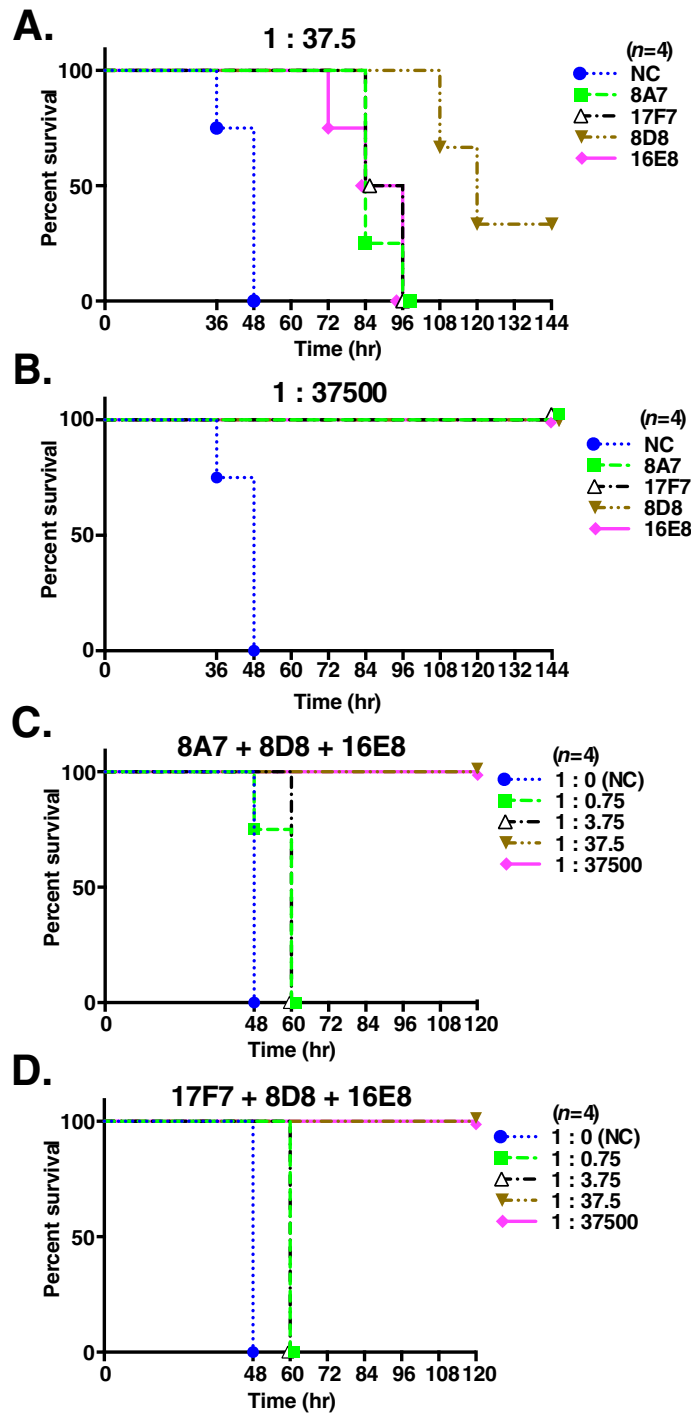 A.
1 : 37.5
(n=4)
NC
8A7
17F7
8D8
16E8
Percent survival
100
50
0
0 36 48 60 72 84 96 108 120 132 144
Time (hr)
B.
1 : 37500
(n=4)
NC
8A7
17F7
8D8
16E8
Percent survival
100
50
0
0 36 48 60 72 84 96 108 120 132 144
Time (hr)
C.
8A7 + 8D8 + 16E8
(n=4)
1 : 0 (NC)
1 : 0.75
1 : 3.75
1 : 37.5
1 : 37500
Percent survival
100
50
0
0 48 60 72 84 96 108 120
Time (hr)
D.
17F7 + 8D8 + 16E8
(n=4)
1 : 0 (NC)
1 : 0.75
1 : 3.75
1 : 37.5
1 : 37500
Percent survival
100
50
0
0 48 60 72 84 96 108 120
Time (hr)